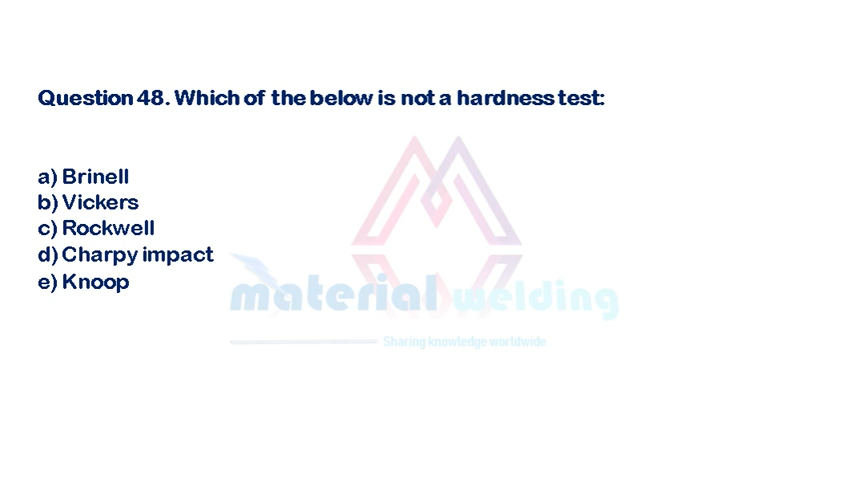 Question 48. Which of the below is not a hardness test:
a) Brinell
b) Vickers
c) Rockwell
d) Charpy impact
e) Knoop
material welding
Sharing knowledge worldwide